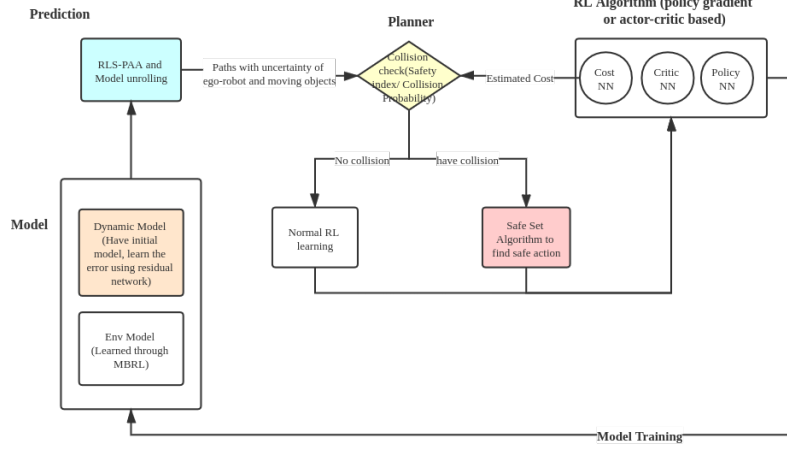 Prediction
Planner
RL Algorithm (policy gradient
or actor-critic based)
RLS-PAA and
Model unrolling
Paths with uncertainty of
ego-robot and moving objects
Collision
check(Safety
index/ Collision
Probability)
Estimated Cost
Cost
NN
Critic
NN
Policy
NN
No collision
have collision
Model
Dynamic Model
(Have initial
model, learn the
error using residual
network)
Normal RL
learning
Safe Set
Algorithm to
find safe action
Env Model
(Learned through
MBRL)
Model Training